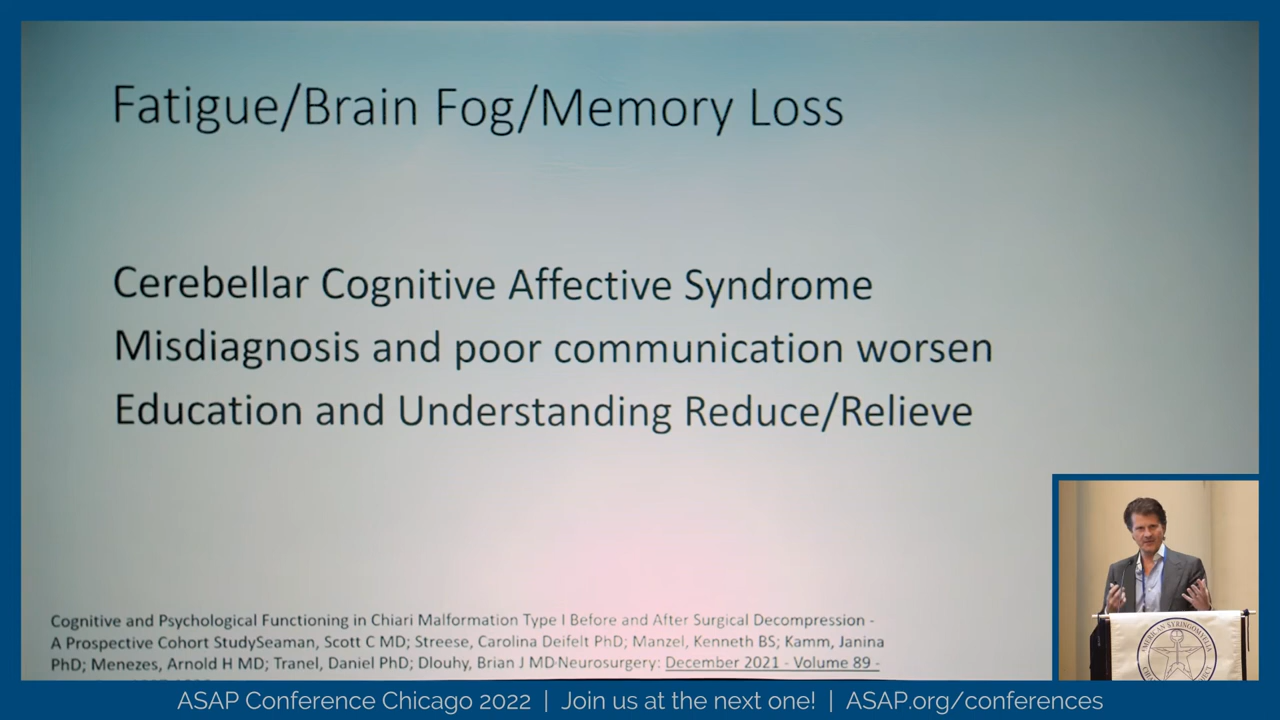 Fatigue/Brain Fog/Memory Loss
Cerebellar Cognitive Affective Syndrome
Misdiagnosis and poor communication worsen
Education and Understanding Reduce/Relieve
Cognitive and Psychological Functioning in Chiari Malformation Type I Before and After Surgical Decompression -
A Prospective Cohort StudySeaman, Scott C MD; Streese, Carolina Deifelt PhD; Manzel, Kenneth BS; Kamm, Janina
PhD; Menezes, Arnold H MD; Tranel, Daniel PhD; Dlouhy, Brian J MD·Neurosurgery: December 2021 - Volume 89 -
AMERICAN SYRINGOMYELIA
ASAP Conference Chicago 2022 | Join us at the next one! | ASAP.org/conferences